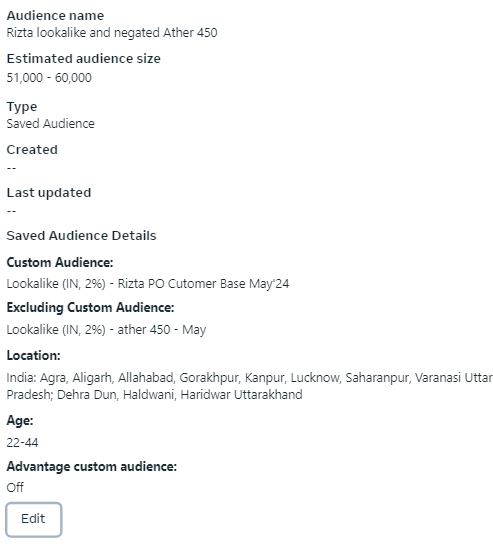 Audience name
Rizta lookalike and negated Ather 450
Estimated audience size
51,000 - 60,000
Type
Saved Audience
Created
--
Last updated
--
Saved Audience Details
Custom Audience:
Lookalike (IN, 2%) - Rizta PO Cutomer Base May'24
Excluding Custom Audience:
Lookalike (IN, 2%) - ather 450 - May
Location:
India: Agra, Aligarh, Allahabad, Gorakhpur, Kanpur, Lucknow, Saharanpur, Varanasi Uttar
Pradesh; Dehra Dun, Haldwani, Haridwar Uttarakhand
Age:
22-44
Advantage custom audience:
Off
Edit